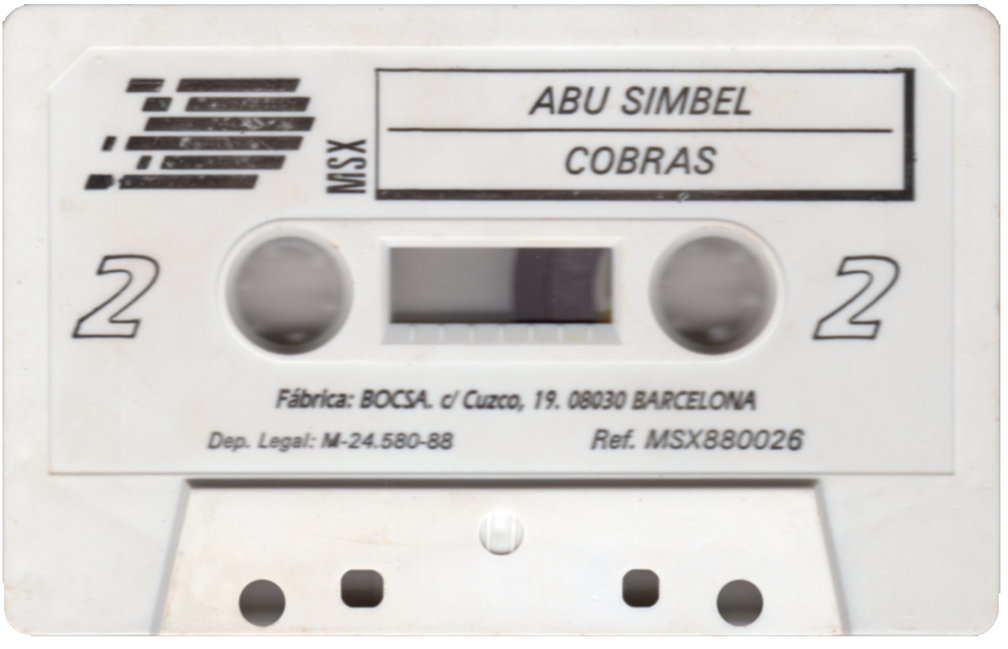 MSX
ABU SIMBEL
COBRAS
2 2
Fábrica: BOCSA. c/ Cuzco, 19. 08030 BARCELONA
Dep. Legal: M-24.580-88 Ref. MSX880026